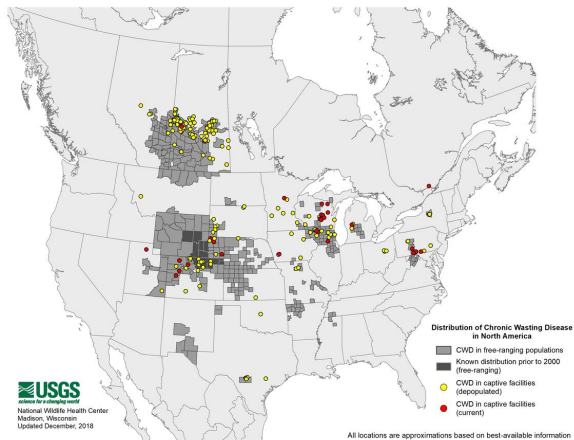 Distribution of Chronic Wasting Disease
in North America
CWD in free-ranging populations
Known distribution prior to 2000
(free-ranging)
CWD in captive facilities
(depopulated)
CWD in captive facilities
(current)
USGS
science for a changing world
National Wildlife Health Center
Madison, Wisconsin
Updated December, 2018
All locations are approximations based on best-available information